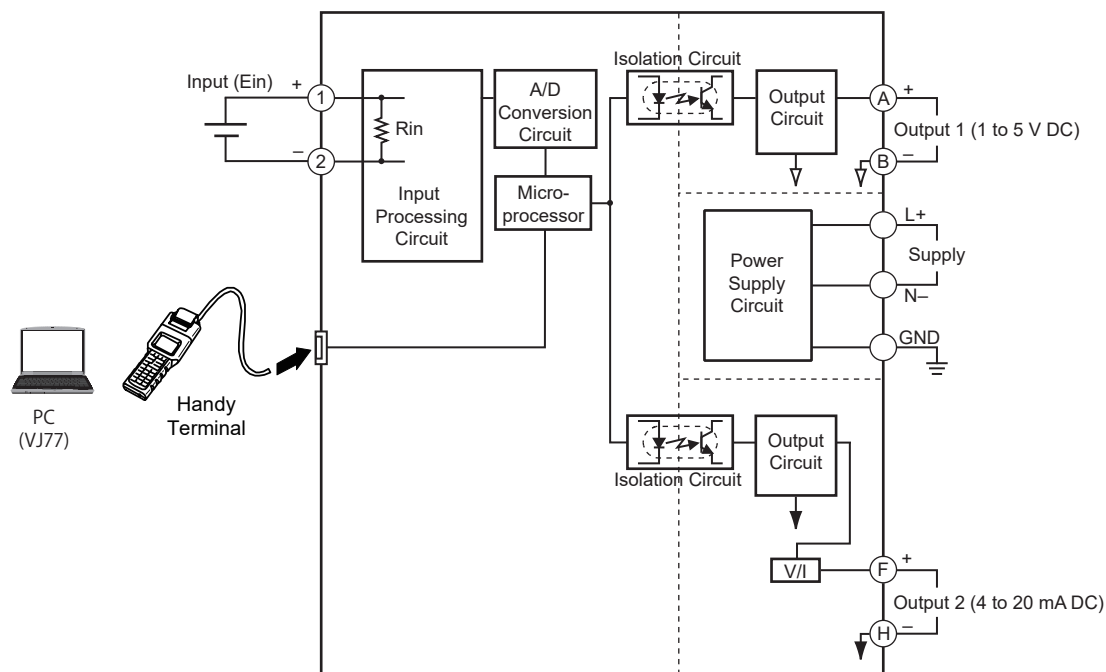 Isolation Circuit
Input (Ein)
+
1
–
2
Rin
Input
Processing
Circuit
A/D
Conversion
Circuit
Micro-
processor
Output
Circuit
A
+
Output 1 (1 to 5 V DC)
B
–
Power
Supply
Circuit
L+
Supply
N–
GND
PC
(VJ77)
Handy
Terminal
Isolation Circuit
Output
Circuit
V/I
F
+
Output 2 (4 to 20 mA DC)
H
–